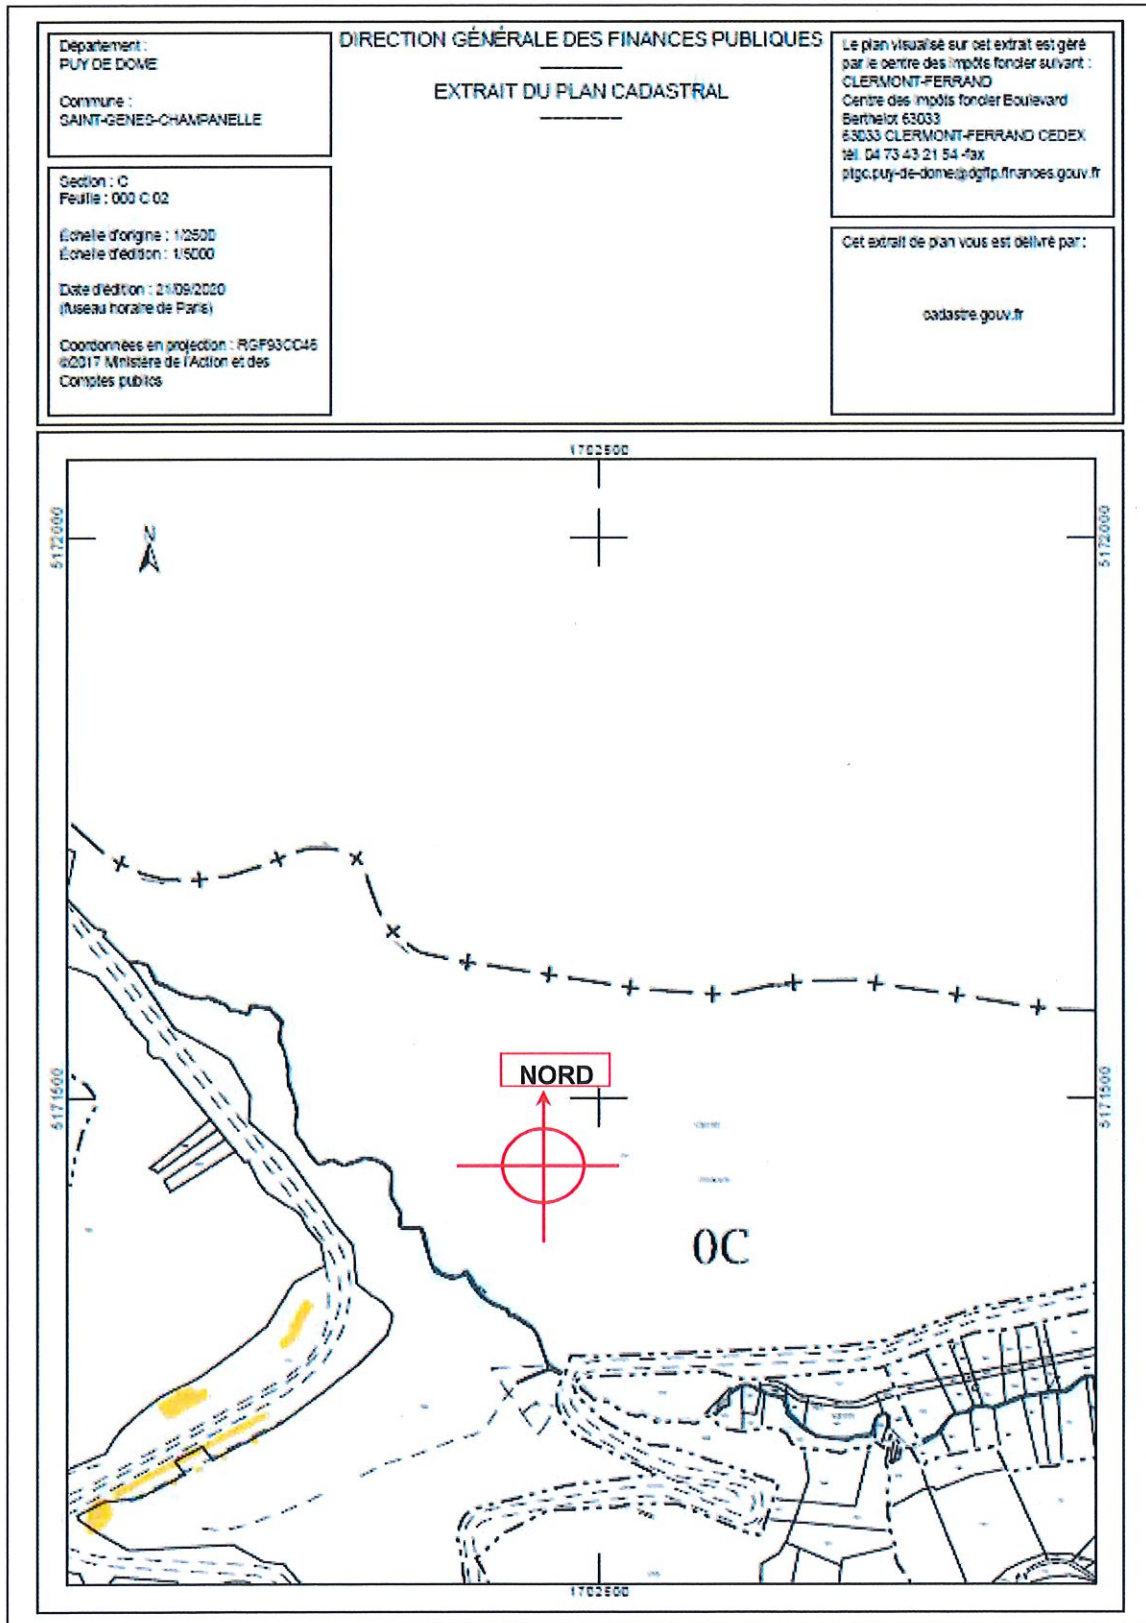 Département :
PUY DE DOME
Commune :
SAINT-GENES-CHAMPANELLE
Section : C
Feuille : 000 C 02
Échelle d'origine : 1/2500
Échelle d'édition : 1/5000
Date d'édition : 21/09/2020
(fuseau horaire de Paris)
Coordonnées en projection : RGF93CC46
©2017 Ministère de l'Action et des
Comptes publics
DIRECTION GÉNÉRALE DES FINANCES PUBLIQUES
EXTRAIT DU PLAN CADASTRAL
Le plan visualisé sur cet extrait est géré
par le centre des impôts foncier suivant :
CLERMONT-FERRAND
Centre des impôts foncier Boulevard
Berthelot 63033
63033 CLERMONT-FERRAND CEDEX
tél. 04 73 43 21 54 -fax
ptgc.puy-de-dome@dgfip.finances.gouv.fr
Cet extrait de plan vous est délivré par :
cadastre.gouv.fr
1702500
5172000
N
5172000
NORD
5171500
5171500
0C
1702500